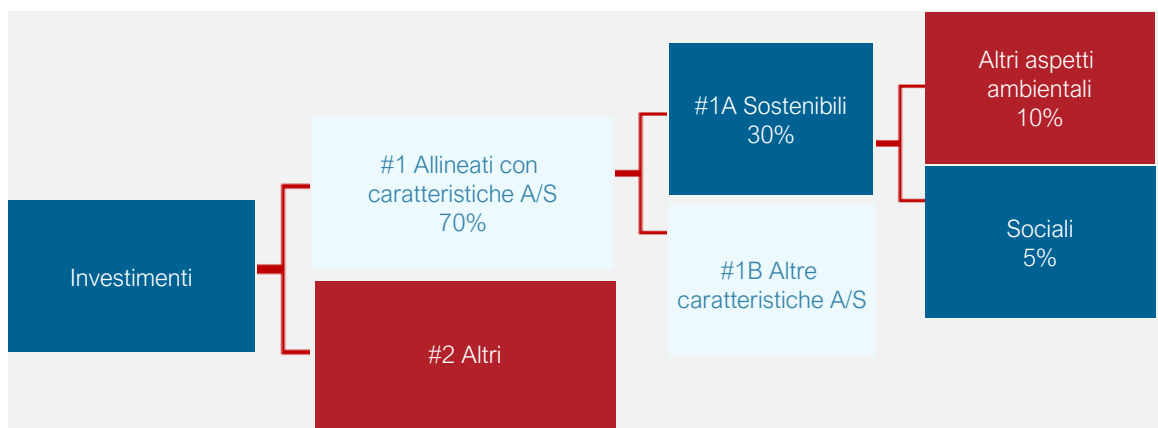 Investimenti
#1 Allineati con
caratteristiche A/S
70%
#2 Altri
#1A Sostenibili
30%
#1B Altre
caratteristiche A/S
Altri aspetti
ambientali
10%
Sociali
5%